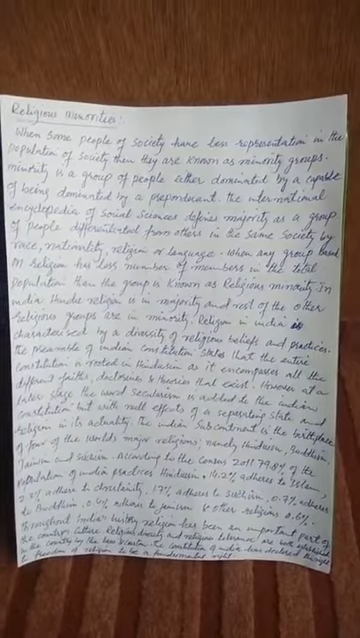 Religious Minorities:
When some people of society have less representation in the
population of society then they are known as minority groups.
minority is a group of people either dominated by a capable
of being dominated by a prepondrant. the international
encyclopedia of Social Sciences defines majority as a group
of people differentiated from others in the same Society by
race, nationality, religion or language. When any group based
on religion has less number of members in the total
population than the group is known as Religious minority In
india Hindu religion is in majority and rest of the other
religious groups are in minority. Religion in india is
characterised by a diversity of religious beliefs and practices.
the preamble of indian Constitution states that the entire
Constitution is rooted in Hinduism as it encompasses all the
different faiths, doctrines & theories that exist. However at a
later stage the word secularism is added to the indian
Constitution but with null effects of a separating state and
religion in its actuality. the indian Subcontinent is the birthplace
of four of the world's major religions; namely Hinduism, Buddhism,
Jainism and sikhism. According to the Census 2011 79.8% of the
population of india practices Hinduism, 14.2% adheres to Islam,
2.3% adhere to christianity, 1.7% adheres to Sikhism, 0.7% adheres
to Buddhism, 0.4% adhere to jainism & other religions 0.6%.
throughout India's history religion has been an important part of
the country's Culture. Religious diversity and religious tolerance are both established
in the country by the law & custom. the Constitution of india have declared the right
to freedom of religion to be a fundamental right.